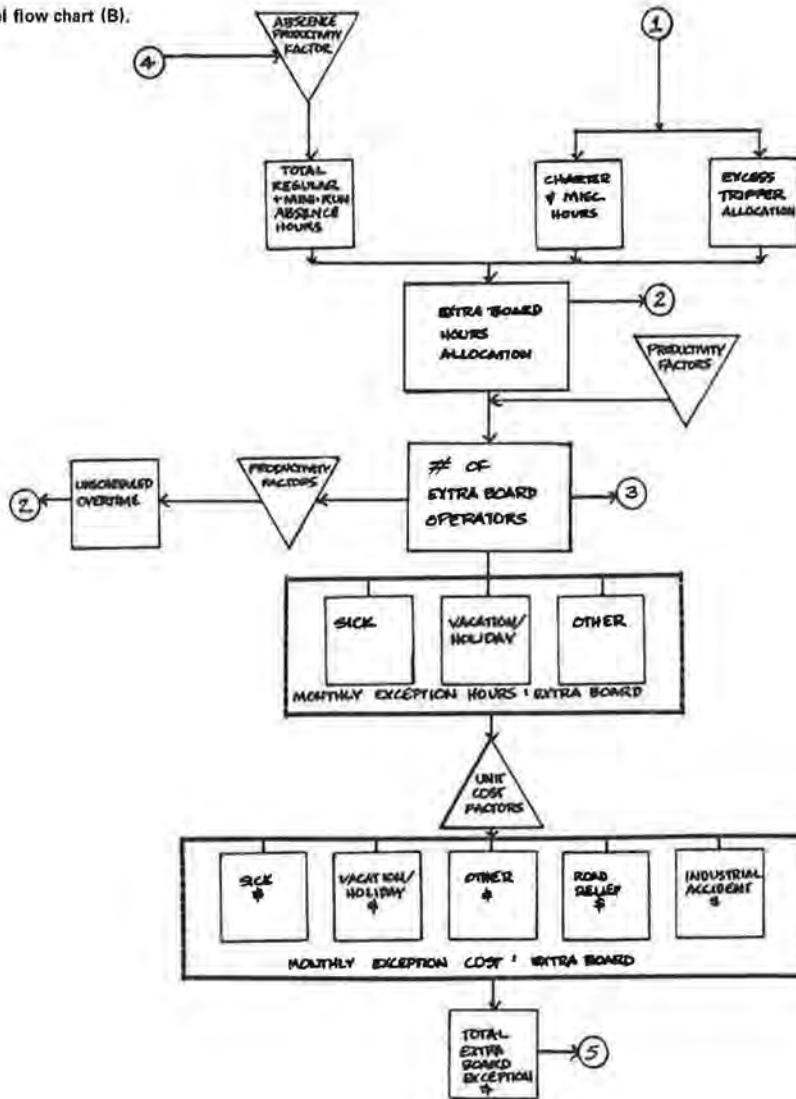 el flow chart (B).
ABSENCE
PRODUCTIVITY
FACTOR
4
1
TOTAL
REGULAR
+ MINI-RUN
ABSENCE
HOURS
CHARTER
& MISC.
HOURS
EXCESS
TRIPPER
ALLOCATION
EXTRA BOARD
HOURS
ALLOCATION
2
PRODUCTIVITY
FACTORS
# OF
EXTRA BOARD
OPERATORS
3
PRODUCTIVITY
FACTORS
UNSCHEDULED
OVERTIME
2
SICK
VACATION/
HOLIDAY
OTHER
MONTHLY EXCEPTION HOURS : EXTRA BOARD
UNIT
COST
FACTORS
SICK
$
VACATION/
HOLIDAY
$
OTHER
$
ROAD
RELIEF
$
INDUSTRIAL
ACCIDENT
$
MONTHLY EXCEPTION COST : EXTRA BOARD
TOTAL
EXTRA
BOARD
EXCEPTION
$
5